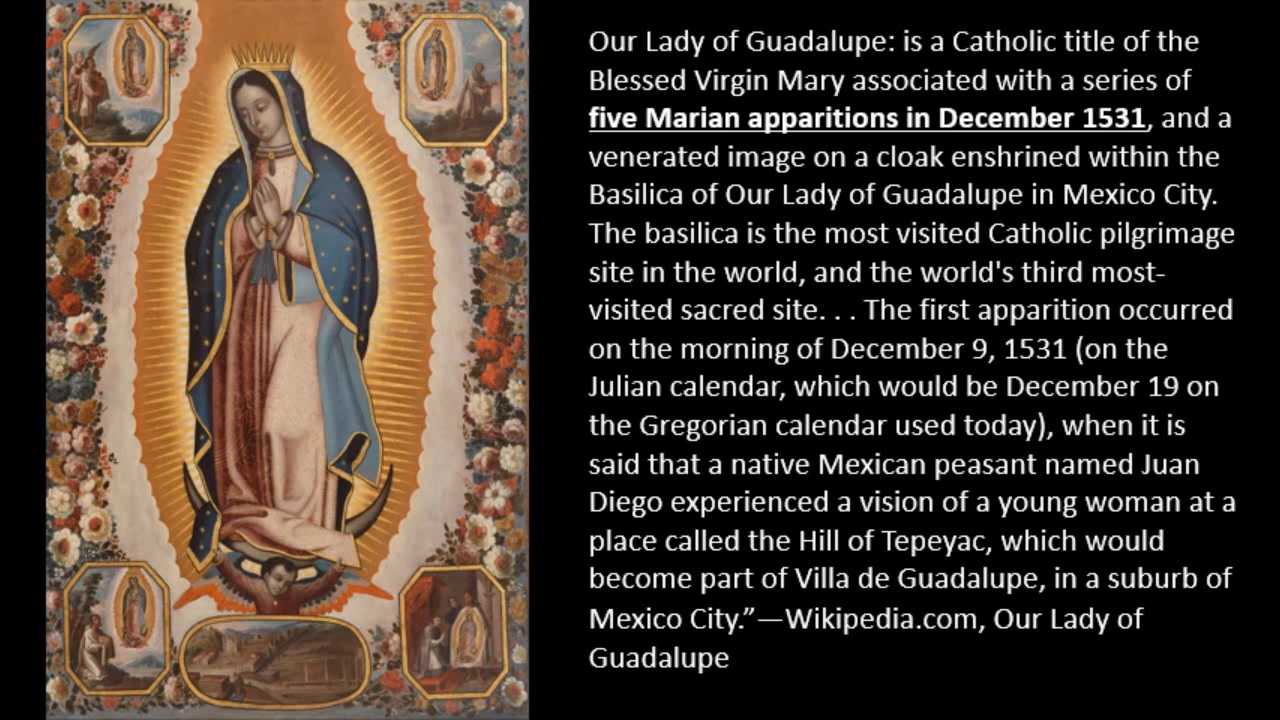 Our Lady of Guadalupe: is a Catholic title of the
Blessed Virgin Mary associated with a series of
five Marian apparitions in December 1531, and a
venerated image on a cloak enshrined within the
Basilica of Our Lady of Guadalupe in Mexico City.
The basilica is the most visited Catholic pilgrimage
site in the world, and the world's third most-
visited sacred site. . . The first apparition occurred
on the morning of December 9, 1531 (on the
Julian calendar, which would be December 19 on
the Gregorian calendar used today), when it is
said that a native Mexican peasant named Juan
Diego experienced a vision of a young woman at a
place called the Hill of Tepeyac, which would
become part of Villa de Guadalupe, in a suburb of
Mexico City.”—Wikipedia.com, Our Lady of
Guadalupe